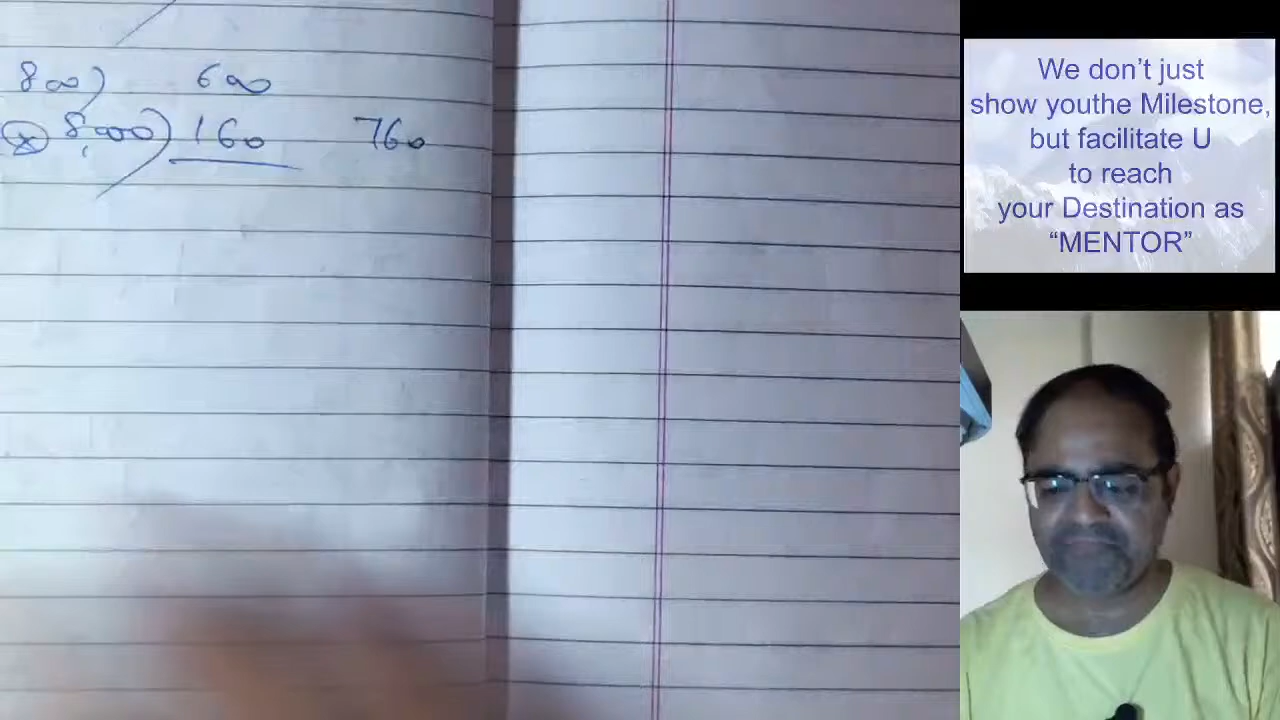 800) 600
8,000) 160 760
We don't just
show youthe Milestone,
but facilitate U
to reach
your Destination as
“MENTOR”